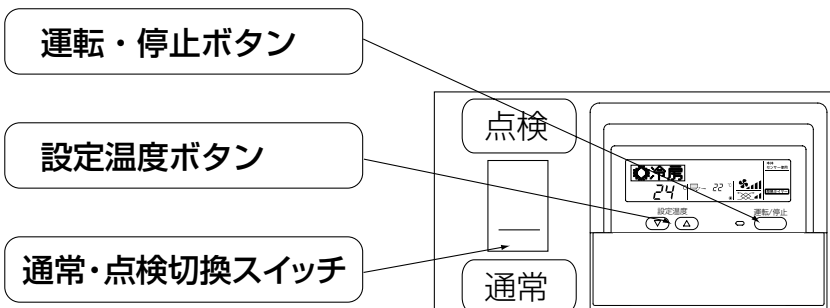 運転・停止ボタン
設定温度ボタン
通常・点検切換スイッチ
点検
通常
冷房
24
22 ℃
設定温度
運転/停止